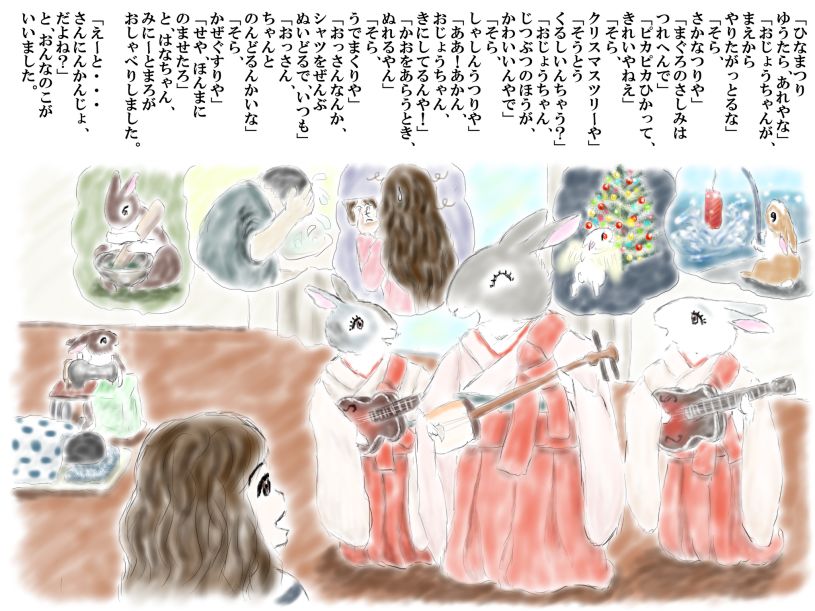 「ひなまつり
ゆうたら、あれやな」
「おじょうちゃんが、
まえから
やりたがっとるな」
「そら、
さかなつりや」
「まぐろのさしみは
つれへんで」
「ピカピカひかって、
きれいやねえ」
「そら、
クリスマスツリーや」
「そうとう
くるしいんちゃう？」
「おじょうちゃん、
じつぶつのほうが、
かわいいんやで」
「そら、
しゃしんうつりや」
「ああ！あかん、
おじょうちゃん、
きにしてるんや！」
「かおをあらうとき、
ぬれるやん」
「そら、
うでまくりや」
「おっさんなんか、
シャツをぜんぶ
ぬいどるで、いつも」
「おっさん、
ちゃんと
のんどるんかいな」
「そら、
かぜぐすりや」
「せや、ほんまに
のませたろ」
と はなちゃん、
みにーとまろが
おしゃべりしました。
「えーと・・・
さんにんかんじょ、
だよね？」
と、おんなのこが
いいました。